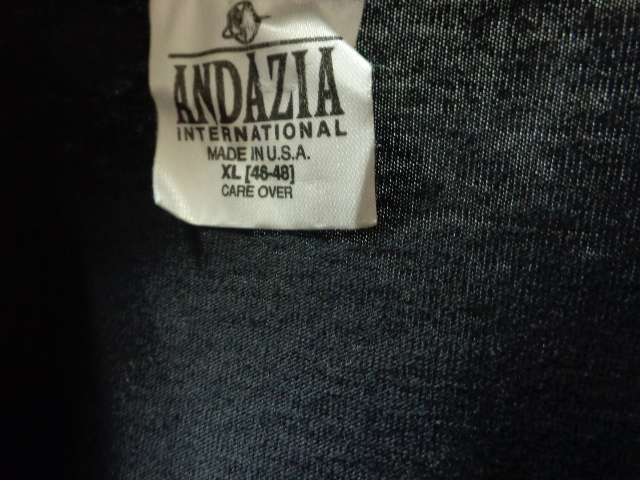 ANDAZIA
INTERNATIONAL
MADE IN U.S.A.
XL [46-48]
CARE OVER